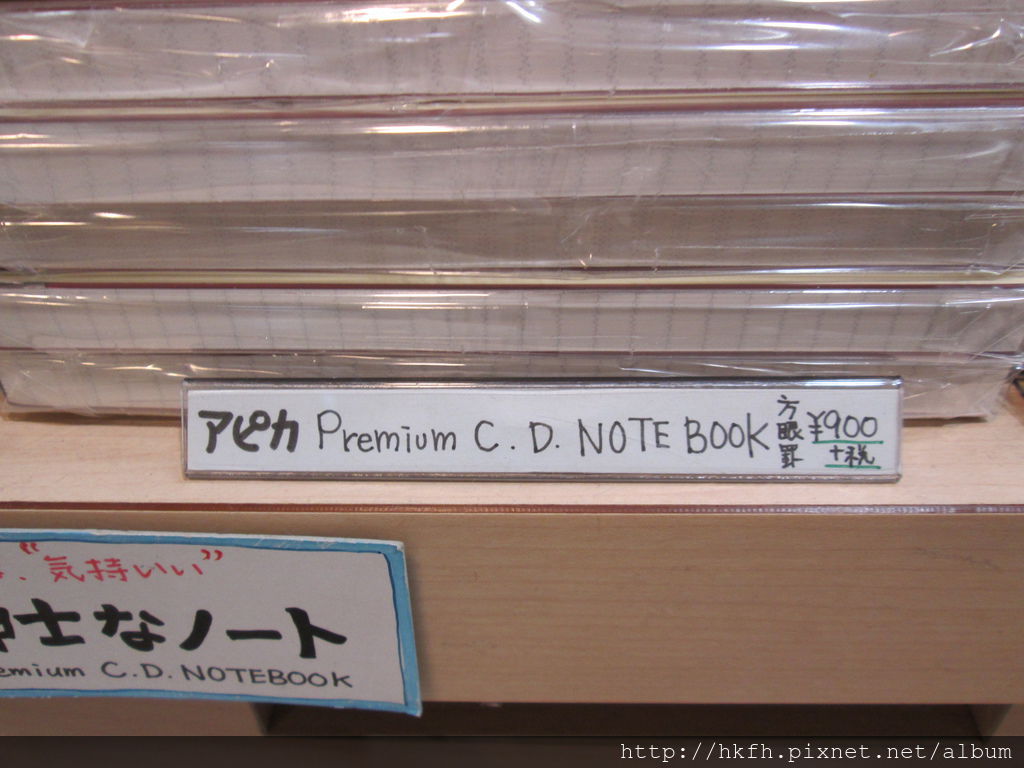 アピカ Premium C.D. NOTE BOOK 方眼罫 ¥900
+税
"気持いい"
紳士なノート
emium C.D. NOTEBOOK
http://hkfh.pixnet.net/album